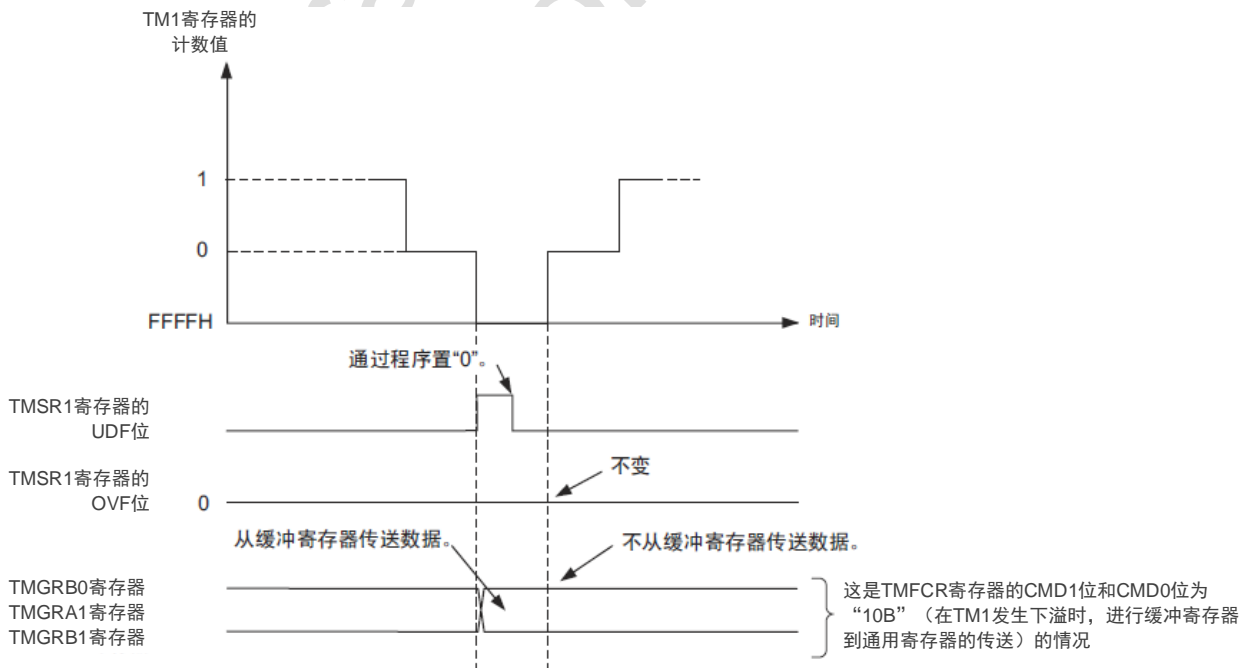 TM1寄存器的
计数值
1
0
FFFFH
时间
通过程序置“0”。
TMSR1寄存器的
UDF位
TMSR1寄存器的
OVF位
0
不变
从缓冲寄存器传送数据。
不从缓冲寄存器传送数据。
TMGRB0寄存器
TMGRA1寄存器
TMGRB1寄存器
这是TMFCR寄存器的CMD1位和CMD0位为
“10B”（在TM1发生下溢时，进行缓冲寄存器
到通用寄存器的传送）的情况